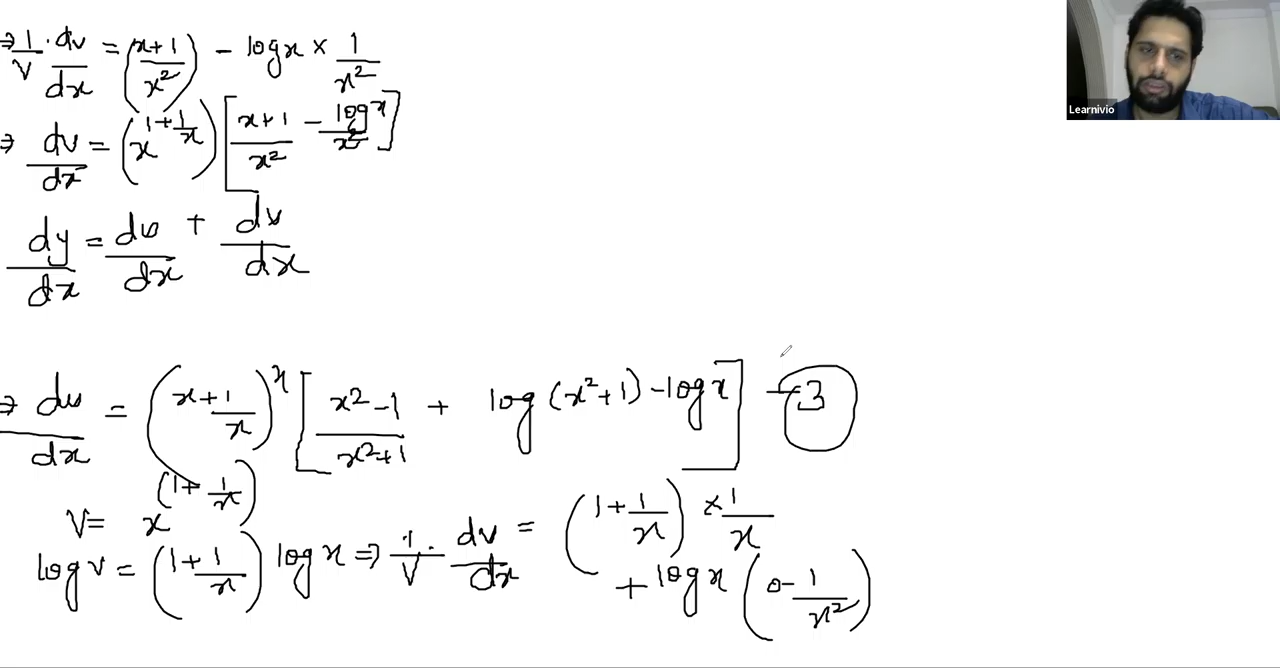 ⇒ 1/v · dv/dx = (x+1/x²) − log x × 1/x²
Learnivio
⇒ dv/dx = (x^(1+1/x)) [x+1/x² − log x/x²]
dy/dx = du/dx + dv/dx
⇒ du/dx = (x+1/x)^x [x²−1/x²+1 + log(x²+1) − log x] − 3
V = x^(1+1/x)
log v = (1+1/x) log x ⇒ 1/V · dv/dx = (1+1/x) × 1/x
+ log x (0 − 1/x²)